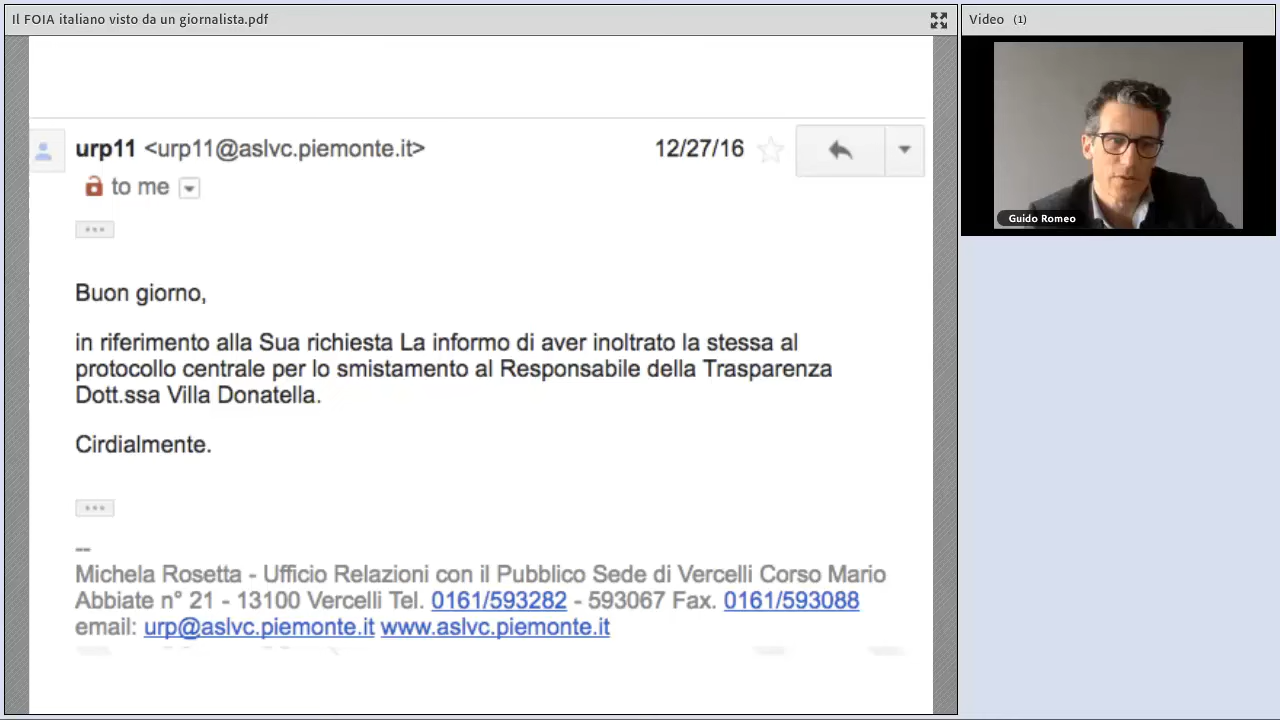 Il FOIA italiano visto da un giornalista.pdf
Video (1)
urp11 <urp11@aslvc.piemonte.it>
12/27/16
to me
Guido Romeo
Buon giorno,
in riferimento alla Sua richiesta La informo di aver inoltrato la stessa al
protocollo centrale per lo smistamento al Responsabile della Trasparenza
Dott.ssa Villa Donatella.
Cirdialmente.
--
Michela Rosetta - Ufficio Relazioni con il Pubblico Sede di Vercelli Corso Mario
Abbiate n° 21 - 13100 Vercelli Tel. 0161/593282 - 593067 Fax. 0161/593088
email: urp@aslvc.piemonte.it www.aslvc.piemonte.it